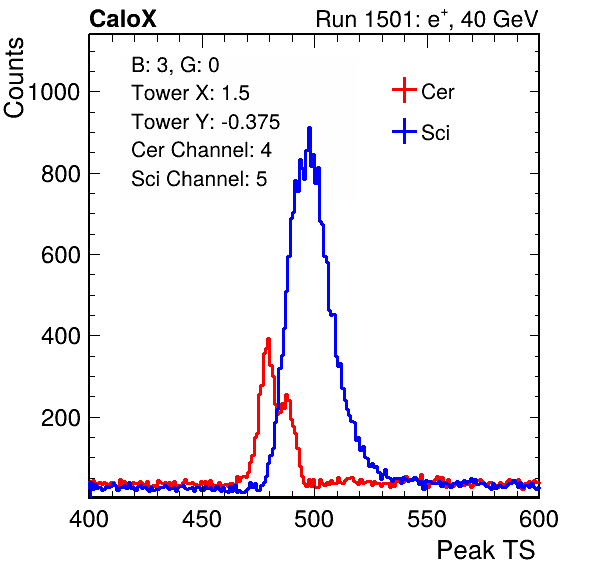 CaloX Run 1501: e⁺, 40 GeV
Counts
B: 3, G: 0
Tower X: 1.5
Tower Y: -0.375
Cer Channel: 4
Sci Channel: 5
Cer
Sci
1000
800
600
400
200
400 450 500 550 600
Peak TS